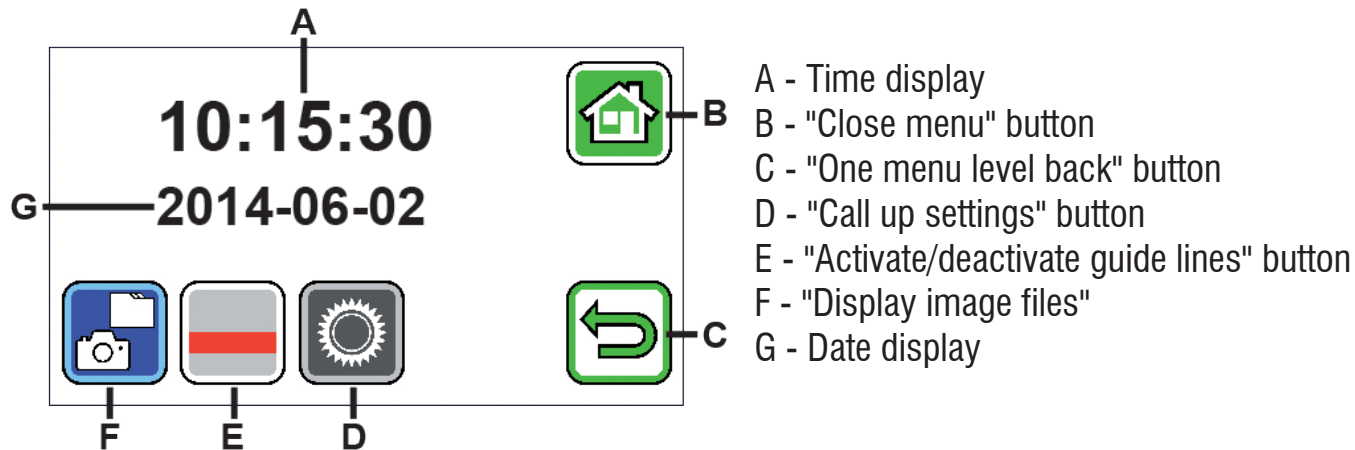 A
10:15:30
B
G
2014-06-02
C
F
E
D
A - Time display
B - "Close menu" button
C - "One menu level back" button
D - "Call up settings" button
E - "Activate/deactivate guide lines" button
F - "Display image files"
G - Date display